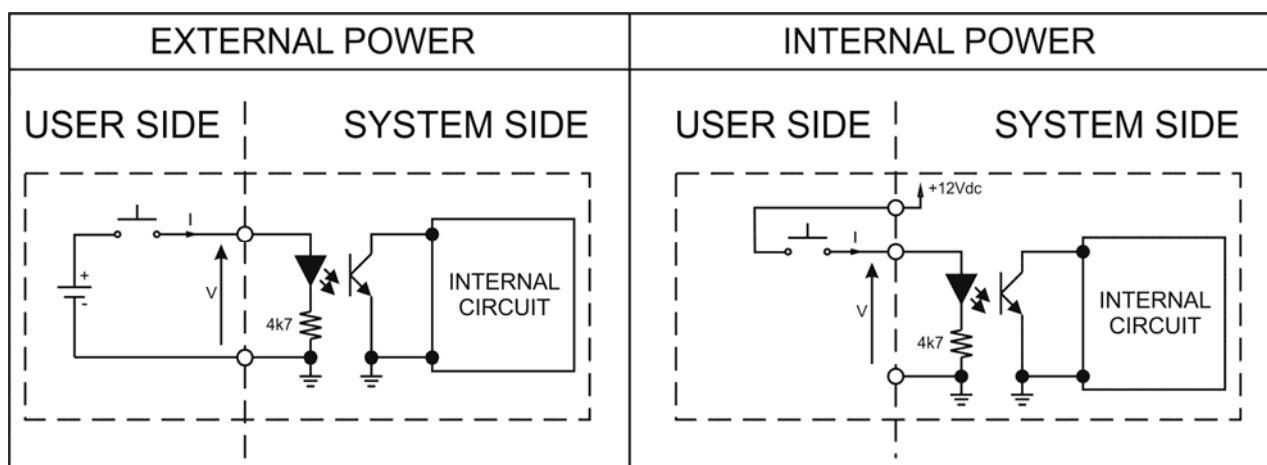 EXTERNAL POWER
INTERNAL POWER
USER SIDE
SYSTEM SIDE
I
+
-
V
4k7
INTERNAL
CIRCUIT
USER SIDE
SYSTEM SIDE
+12Vdc
I
V
4k7
INTERNAL
CIRCUIT